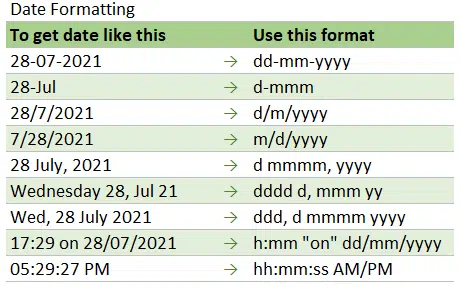 Date Formatting
To get date like this Use this format
28-07-2021 → dd-mm-yyyy
28-Jul → d-mmm
28/7/2021 → d/m/yyyy
7/28/2021 → m/d/yyyy
28 July, 2021 → d mmmm, yyyy
Wednesday 28, Jul 21 → dddd d, mmm yy
Wed, 28 July 2021 → ddd, d mmmm yyyy
17:29 on 28/07/2021 → h:mm "on" dd/mm/yyyy
05:29:27 PM → hh:mm:ss AM/PM